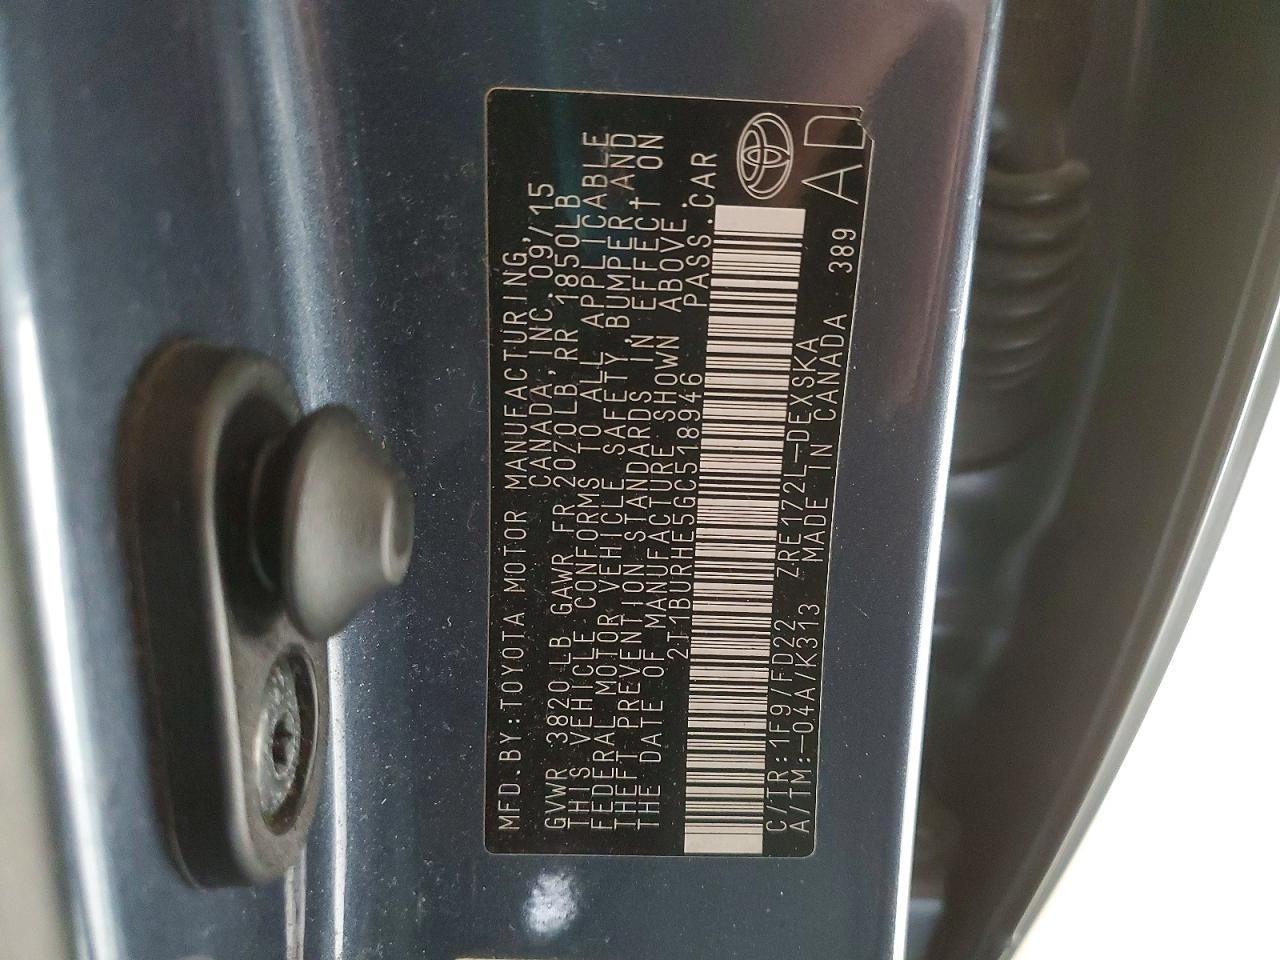 MFD.BY:TOYOTA MOTOR MANUFACTURING,
CANADA,INC. 09/15
GVWR 3820 LB GAWR FR 2070LB,RR 1850LB
THIS VEHICLE CONFORMS TO ALL APPLICABLE
FEDERAL MOTOR VEHICLE SAFETY, BUMPER,AND
THEFT PREVENTION STANDARDS IN EFFECT ON
THE DATE OF MANUFACTURE SHOWN ABOVE.
2T1BURHE5GC518946 PASS.CAR
C/TR:1F9/FD22 ZRE172L-DEXSKA
A/TM:-04A/K313 MADE IN CANADA 389
AD